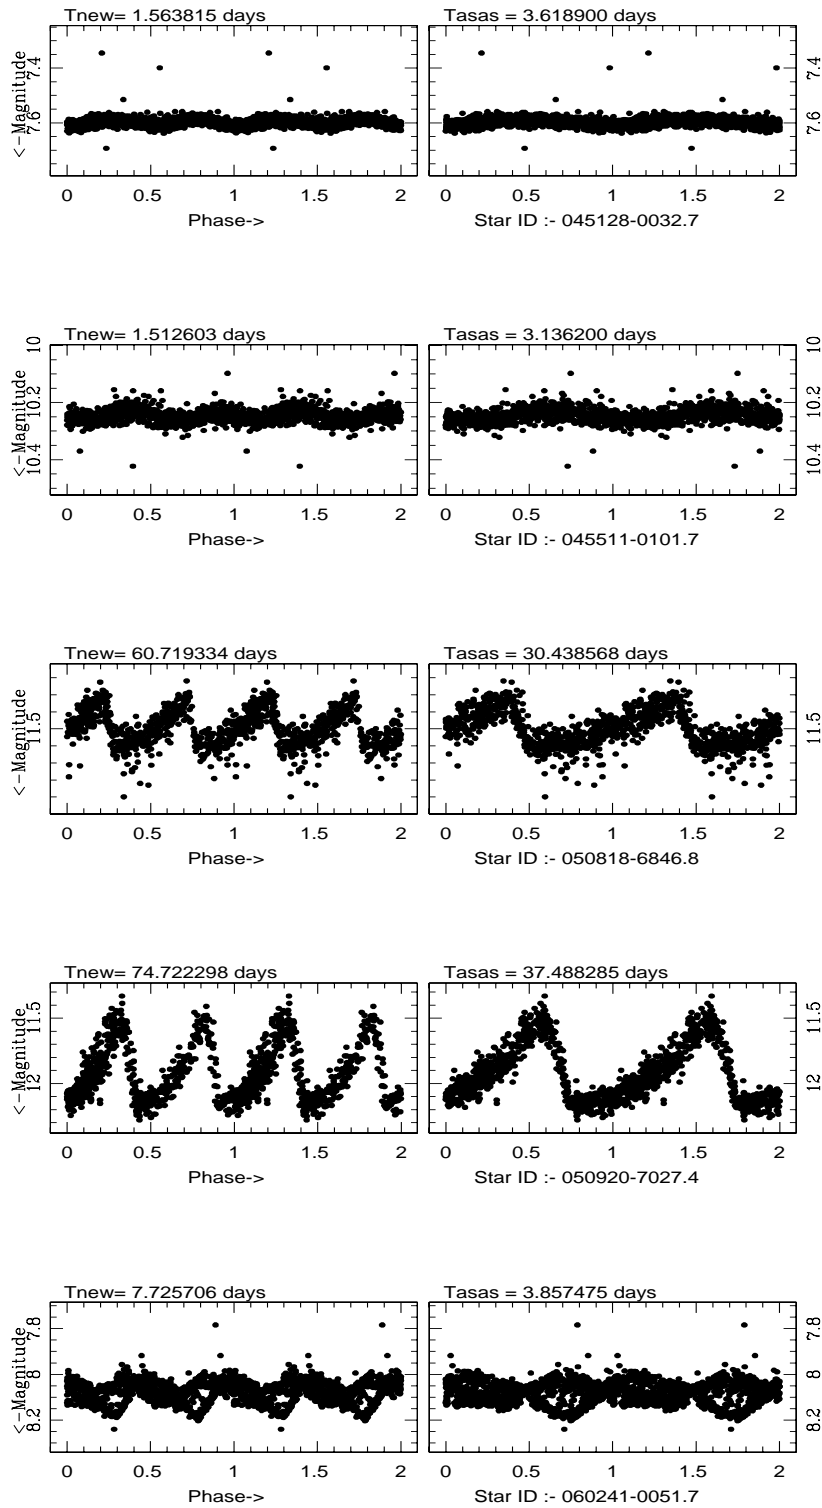 Tnew= 1.563815 days Tasas = 3.618900 days
<-Magnitude
7.4 7.4
7.6 7.6
0 0.5 1 1.5 2 0 0.5 1 1.5 2
Phase-> Star ID :- 045128-0032.7
Tnew= 1.512603 days Tasas = 3.136200 days
<-Magnitude
10 10
10.2 10.2
10.4 10.4
0 0.5 1 1.5 2 0 0.5 1 1.5 2
Phase-> Star ID :- 045511-0101.7
Tnew= 60.719334 days Tasas = 30.438568 days
<-Magnitude
11.5 11.5
0 0.5 1 1.5 2 0 0.5 1 1.5 2
Phase-> Star ID :- 050818-6846.8
Tnew= 74.722298 days Tasas = 37.488285 days
<-Magnitude
11.5 11.5
12 12
0 0.5 1 1.5 2 0 0.5 1 1.5 2
Phase-> Star ID :- 050920-7027.4
Tnew= 7.725706 days Tasas = 3.857475 days
<-Magnitude
7.8 7.8
8 8
8.2 8.2
0 0.5 1 1.5 2 0 0.5 1 1.5 2
Phase-> Star ID :- 060241-0051.7